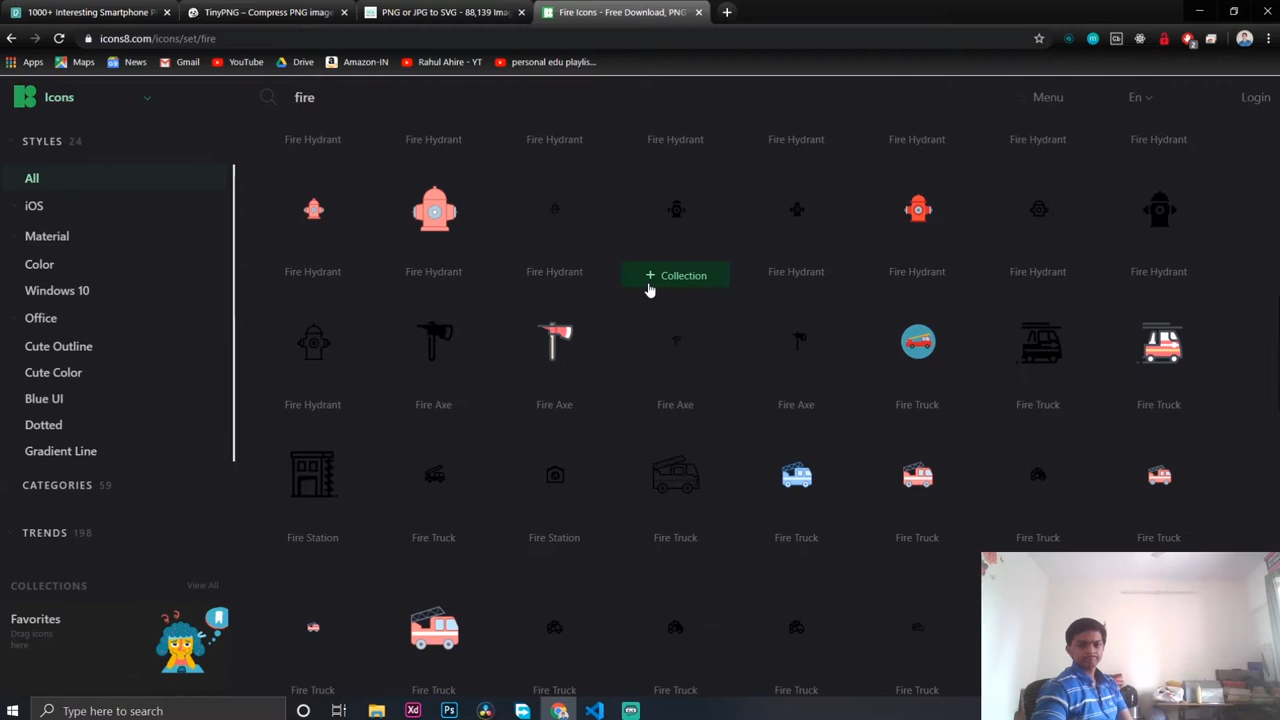 1000+ Interesting Smartphone P
TinyPNG – Compress PNG image
PNG or JPG to SVG - 88,139 Imag
Fire Icons - Free Download, PNG
icons8.com/icons/set/fire
Apps
Maps
News
Gmail
YouTube
Drive
Amazon-IN
Rahul Ahire - YT
personal edu playlis...
Icons
fire
Menu
En
Login
STYLES 24
All
iOS
Material
Color
Windows 10
Office
Cute Outline
Cute Color
Blue UI
Dotted
Gradient Line
CATEGORIES 59
TRENDS 198
COLLECTIONS
View All
Favorites
Drag icons
here
Fire Hydrant Fire Hydrant Fire Hydrant Fire Hydrant Fire Hydrant Fire Hydrant Fire Hydrant Fire Hydrant
Fire Hydrant Fire Hydrant Fire Hydrant + Collection Fire Hydrant Fire Hydrant Fire Hydrant Fire Hydrant
Fire Hydrant Fire Axe Fire Axe Fire Axe Fire Axe Fire Truck Fire Truck Fire Truck
Fire Station Fire Truck Fire Station Fire Truck Fire Truck Fire Truck Fire Truck Fire Truck
Fire Truck Fire Truck Fire Truck Fire Truck Fire Truck Fire Truck
Type here to search
Xd
Ps